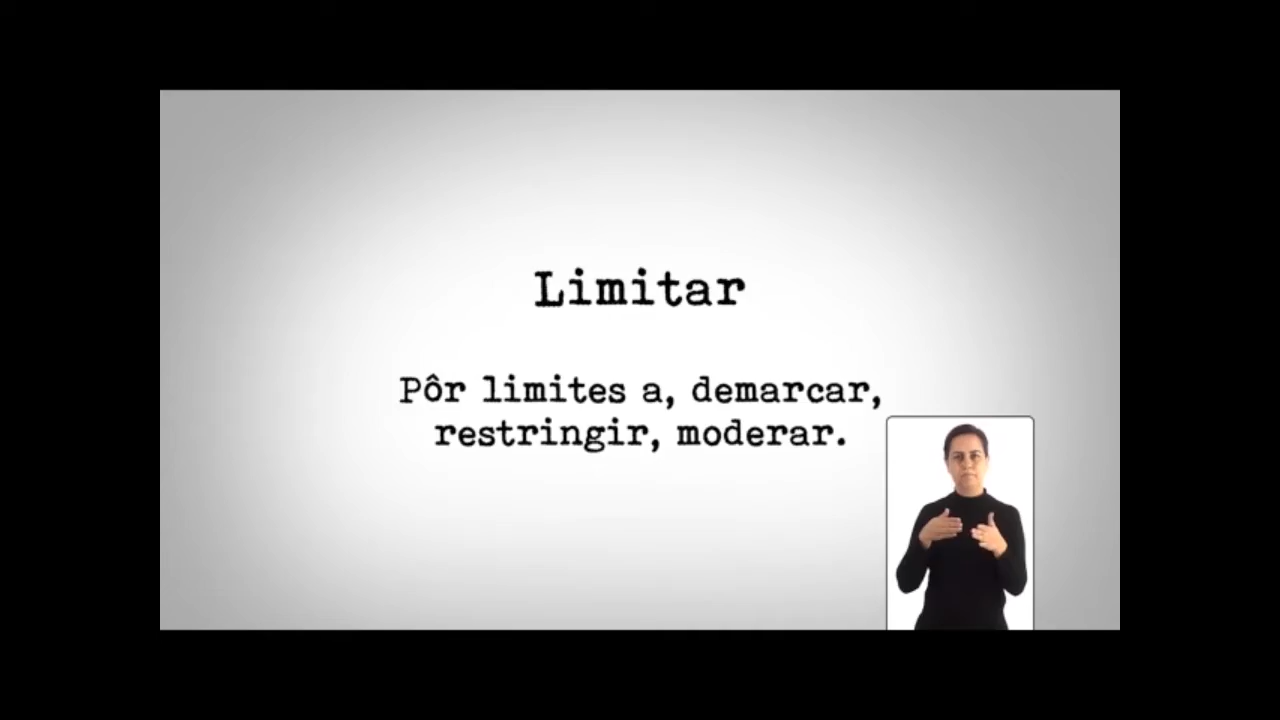 Limitar
Pôr limites a, demarcar,
restringir, moderar.